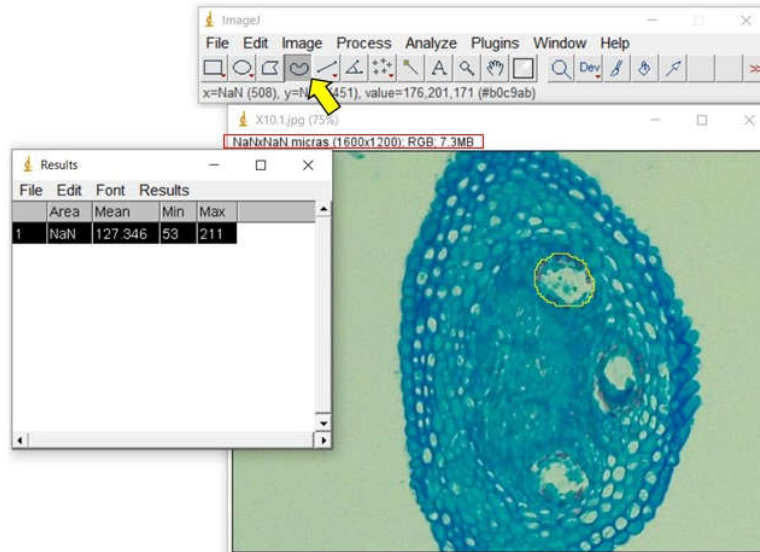 ImageJ
File Edit Image Process Analyze Plugins Window Help
A Dev >>
x=NaN (508), y=N (451), value=176,201,171 (#b0c9ab)
X10.1.jpg (75%)
NaNxNaN micras (1600x1200); RGB; 7.3MB
Results
File Edit Font Results
Area Mean Min Max
1 NaN 127.346 53 211